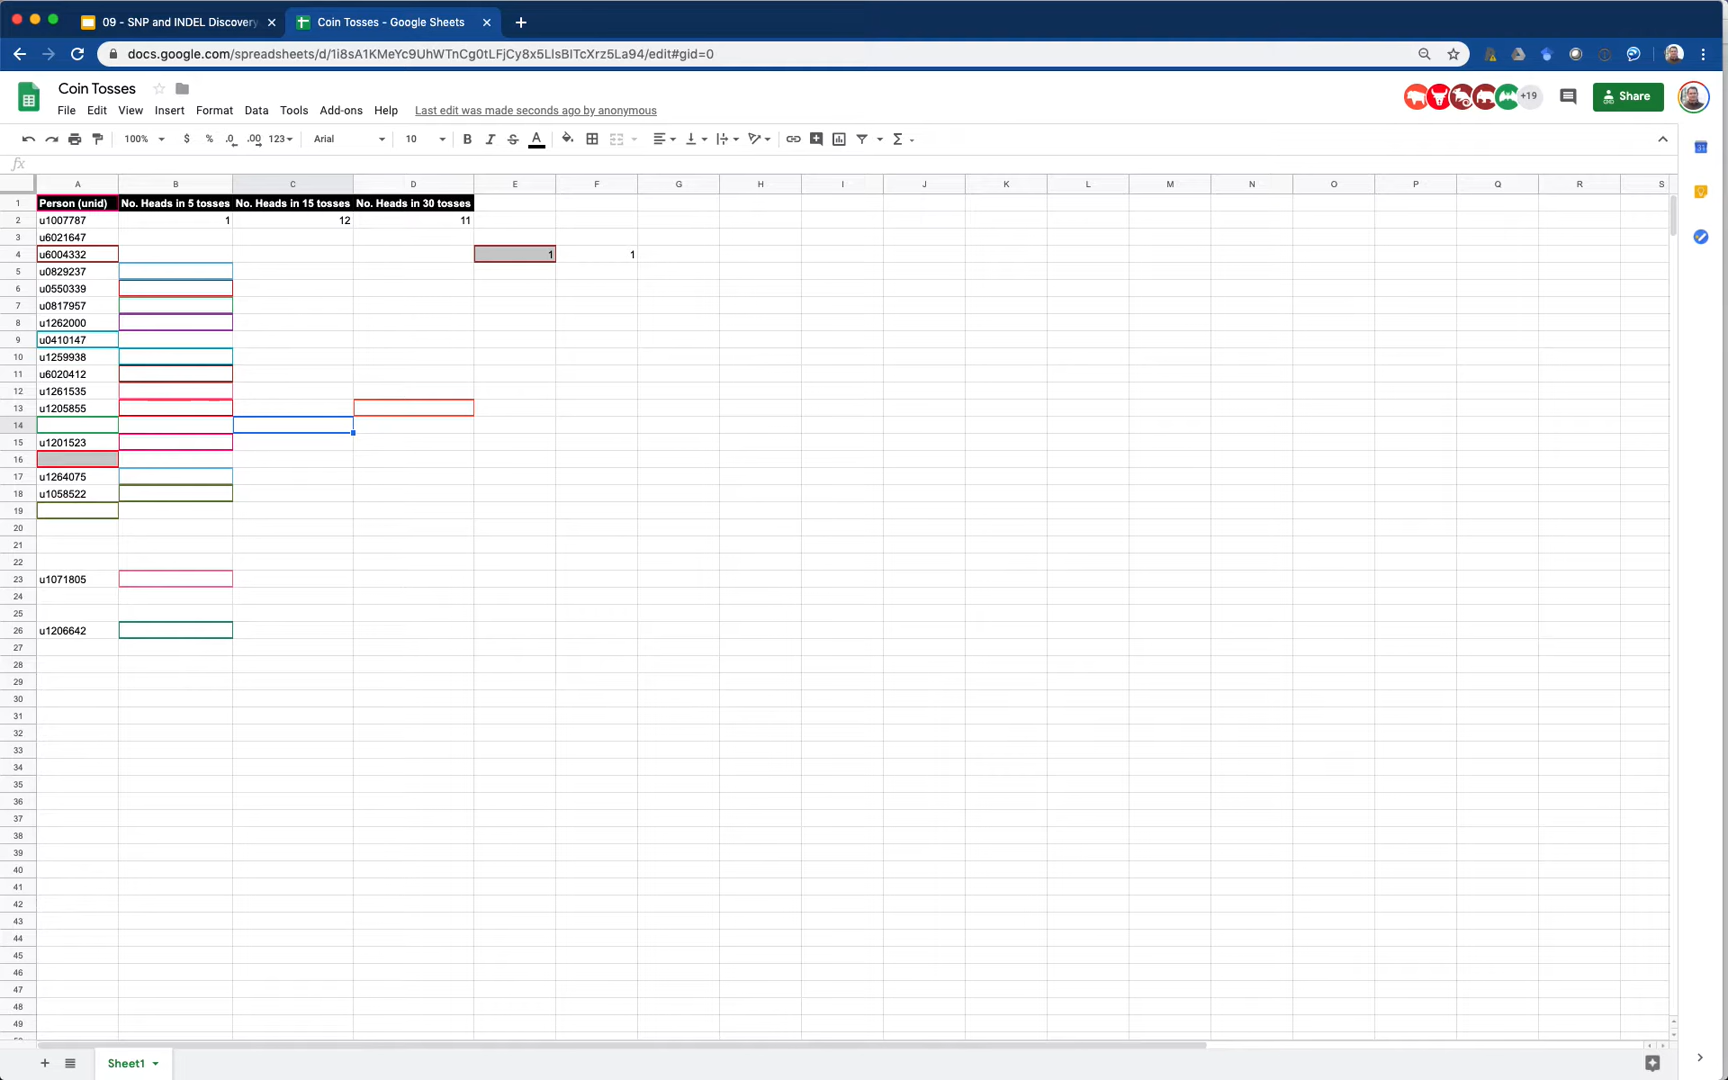 09 - SNP and INDEL Discovery
Coin Tosses - Google Sheets
docs.google.com/spreadsheets/d/1i8sA1KMeYc9UhWTnCg0tLFjCy8x5LIsBITcXrz5La94/edit#gid=0
Coin Tosses
+19
Share
File Edit View Insert Format Data Tools Add-ons Help Last edit was made seconds ago by anonymous
100% $ % .0 .00 123 Arial 10 B I S A Σ
fx
A B C D E F G H I J K L M N O P Q R S
1 Person (unid) No. Heads in 5 tosses No. Heads in 15 tosses No. Heads in 30 tosses
2 u1007787 1 12 11
3 u6021647
4 u6004332 1 1
5 u0829237
6 u0550339
7 u0817957
8 u1262000
9 u0410147
10 u1259938
11 u6020412
12 u1261535
13 u1205855
14
15 u1201523
16
17 u1264075
18 u1058522
19
20
21
22
23 u1071805
24
25
26 u1206642
27
28
29
30
31
32
33
34
35
36
37
38
39
40
41
42
43
44
45
46
47
48
49
Sheet1